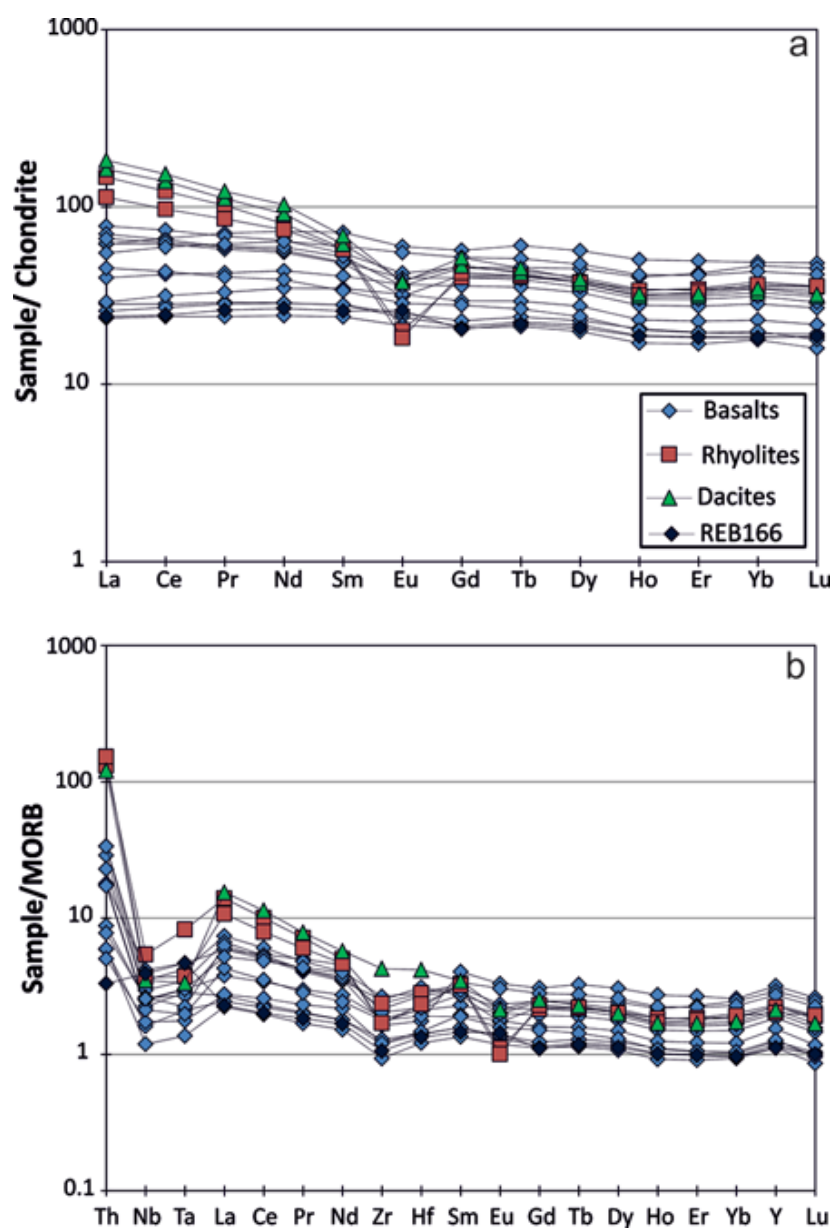 a
Sample/ Chondrite
1000
100
10
1
Basalts
Rhyolites
Dacites
REB166
La Ce Pr Nd Sm Eu Gd Tb Dy Ho Er Yb Lu
b
Sample/MORB
1000
100
10
1
0.1
Th Nb Ta La Ce Pr Nd Zr Hf Sm Eu Gd Tb Dy Ho Er Yb Y Lu